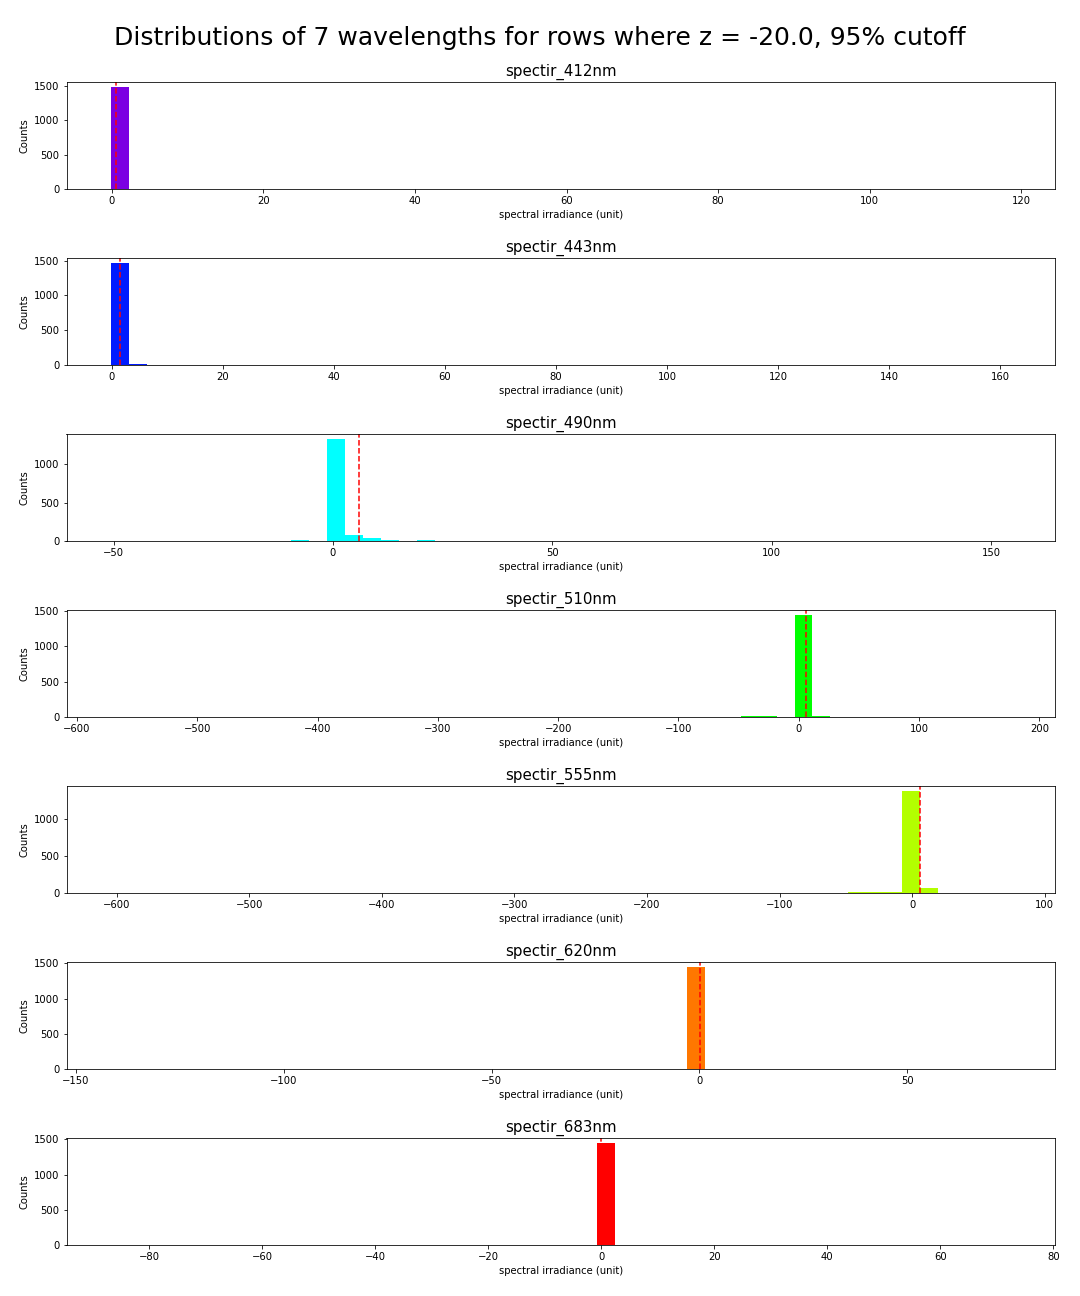 Distributions of 7 wavelengths for rows where z = -20.0, 95% cutoff
spectir_412nm
1500
1000
500
0
Counts
0 20 40 60 80 100 120
spectral irradiance (unit)
spectir_443nm
1500
1000
500
0
Counts
0 20 40 60 80 100 120 140 160
spectral irradiance (unit)
spectir_490nm
1000
500
0
Counts
−50 0 50 100 150
spectral irradiance (unit)
spectir_510nm
1500
1000
500
0
Counts
−600 −500 −400 −300 −200 −100 0 100 200
spectral irradiance (unit)
spectir_555nm
1000
500
0
Counts
−600 −500 −400 −300 −200 −100 0 100
spectral irradiance (unit)
spectir_620nm
1500
1000
500
0
Counts
−150 −100 −50 0 50
spectral irradiance (unit)
spectir_683nm
1500
1000
500
0
Counts
−80 −60 −40 −20 0 20 40 60 80
spectral irradiance (unit)